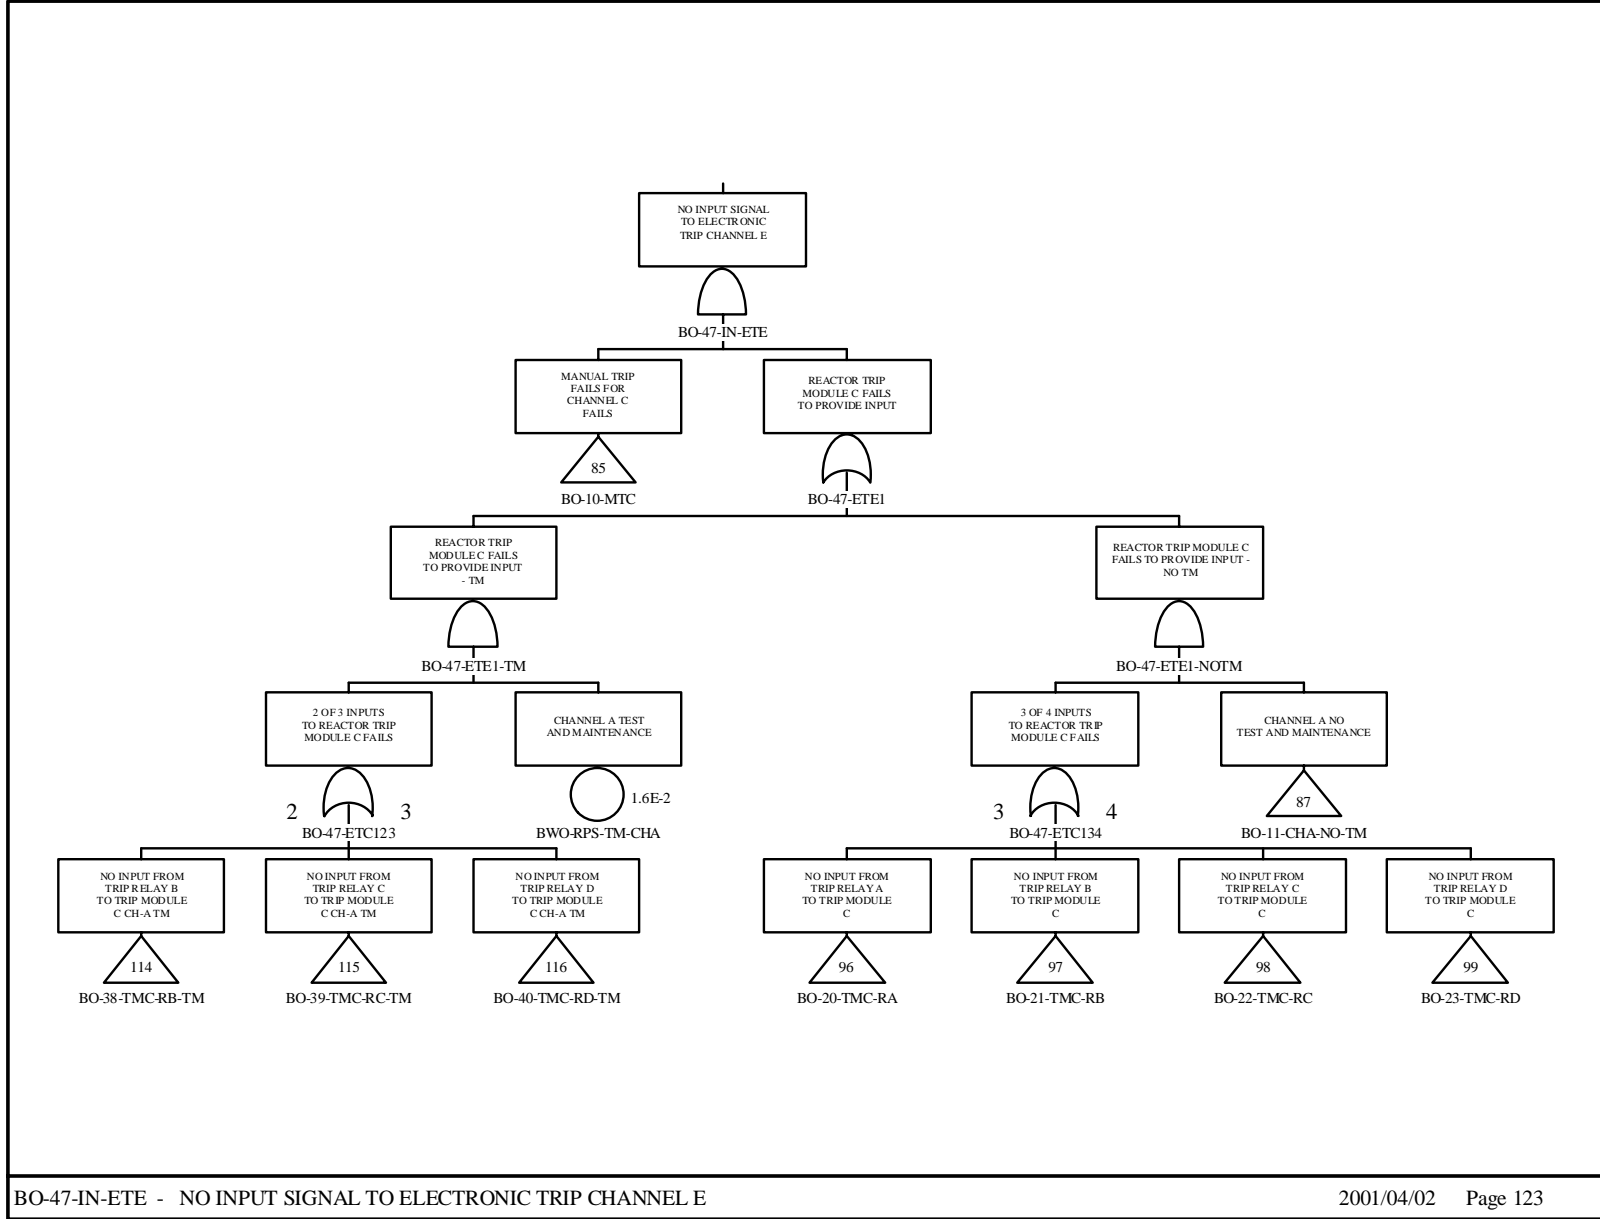 NO INPUT SIGNAL
TO ELECTRONIC
TRIP CHANNEL E
BO-47-IN-ETE
MANUAL TRIP
FAILS FOR
CHANNEL C
FAILS
85
BO-10-MTC
REACTOR TRIP
MODULE C FAILS
TO PROVIDE INPUT
BO-47-ETE1
REACTOR TRIP
MODULE C FAILS
TO PROVIDE INPUT
- TM
BO-47-ETE1-TM
REACTOR TRIP MODULE C
FAILS TO PROVIDE INPUT -
NO TM
BO-47-ETE1-NOTM
2 OF 3 INPUTS
TO REACTOR TRIP
MODULE C FAILS
2 3
BO-47-ETC123
CHANNEL A TEST
AND MAINTENANCE
1.6E-2
BWO-RPS-TM-CHA
3 OF 4 INPUTS
TO REACTOR TRIP
MODULE C FAILS
3 4
BO-47-ETC134
CHANNEL A NO
TEST AND MAINTENANCE
87
BO-11-CHA-NO-TM
NO INPUT FROM
TRIP RELAY B
TO TRIP MODULE
C CH-A TM
114
BO-38-TMC-RB-TM
NO INPUT FROM
TRIP RELAY C
TO TRIP MODULE
C CH-A TM
115
BO-39-TMC-RC-TM
NO INPUT FROM
TRIP RELAY D
TO TRIP MODULE
C CH-A TM
116
BO-40-TMC-RD-TM
NO INPUT FROM
TRIP RELAY A
TO TRIP MODULE
C
96
BO-20-TMC-RA
NO INPUT FROM
TRIP RELAY B
TO TRIP MODULE
C
97
BO-21-TMC-RB
NO INPUT FROM
TRIP RELAY C
TO TRIP MODULE
C
98
BO-22-TMC-RC
NO INPUT FROM
TRIP RELAY D
TO TRIP MODULE
C
99
BO-23-TMC-RD
BO-47-IN-ETE - NO INPUT SIGNAL TO ELECTRONIC TRIP CHANNEL E
2001/04/02 Page 123